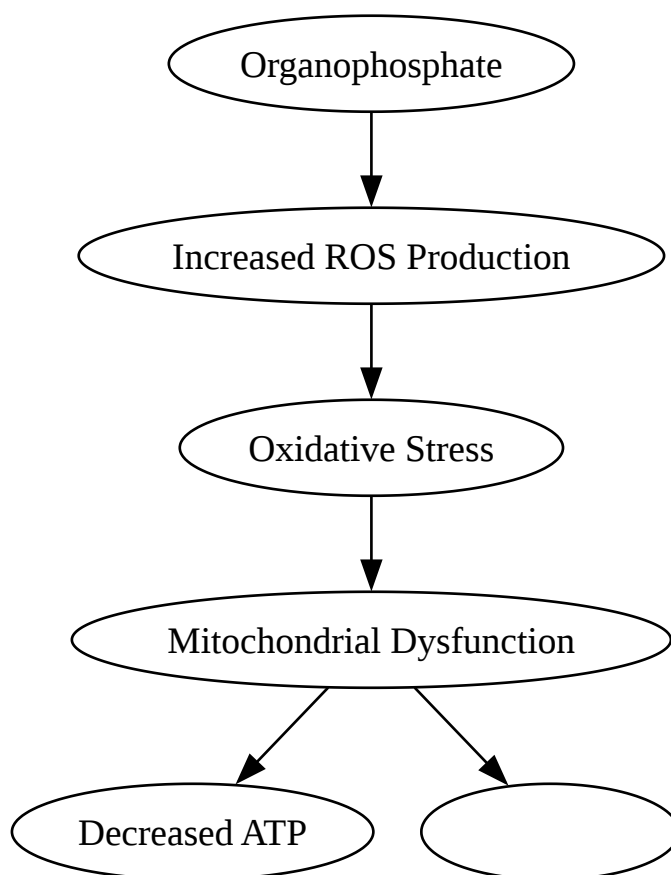 Organophosphate
Increased ROS Production
Oxidative Stress
Mitochondrial Dysfunction
Decreased ATP